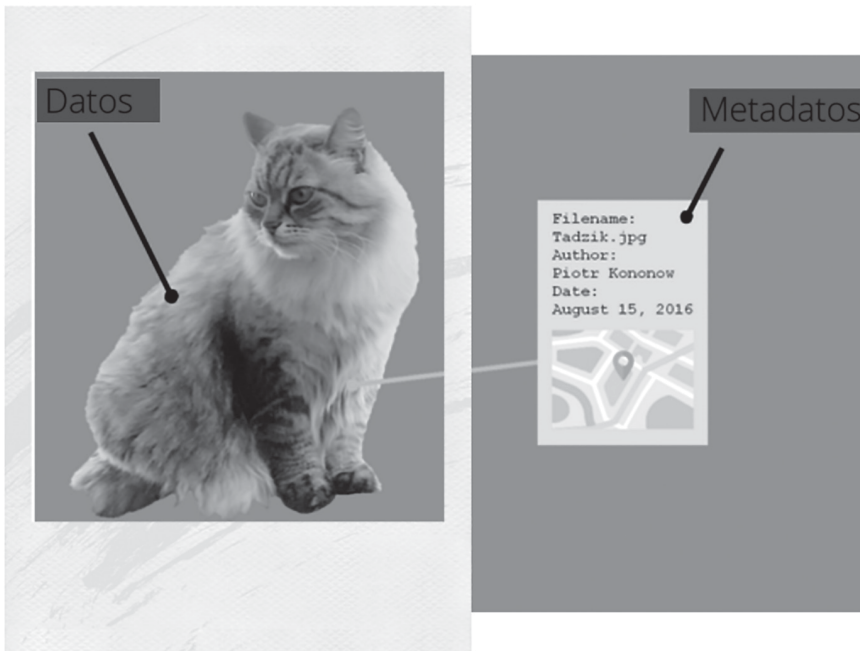 Datos
Metadatos
Filename:
Tadzik.jpg
Author:
Piotr Kononow
Date:
August 15, 2016